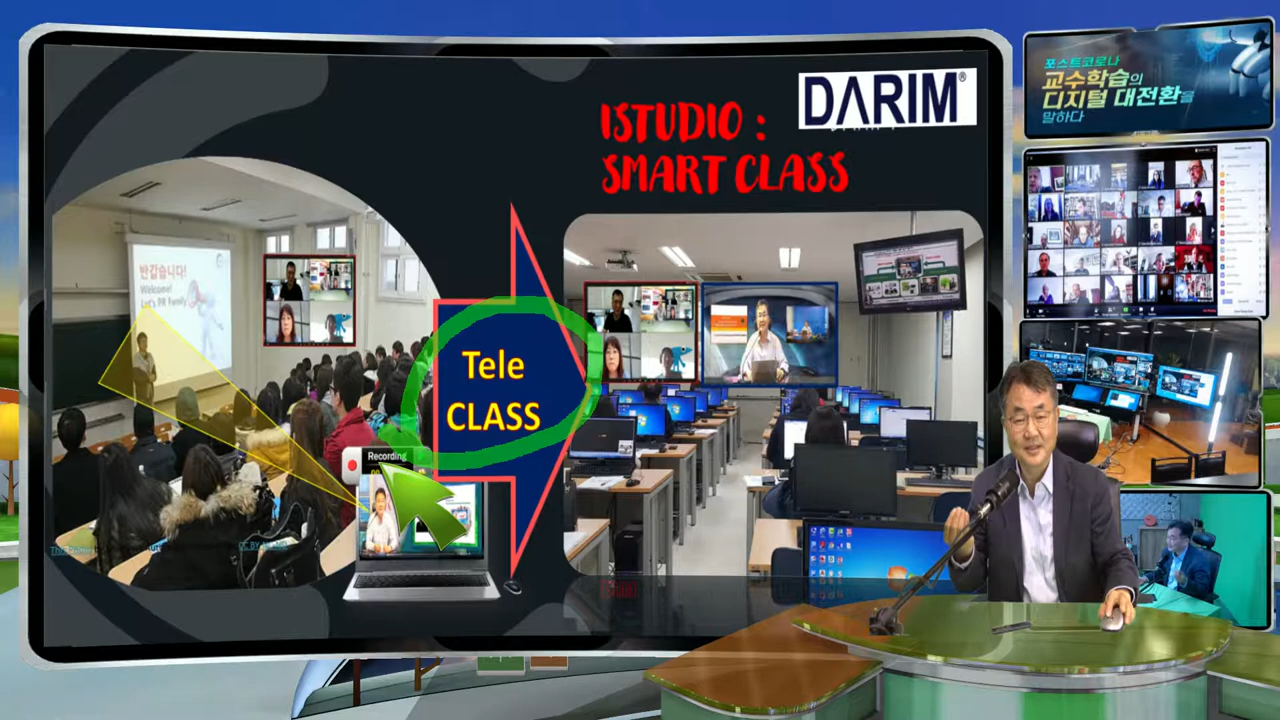 ISTUDIO :
SMART CLASS
DARIM®
반갑습니다!
Welcome!
Let's PR Family
Tele
CLASS
Recording
포스트코로나
교수학습의
디지털 대전환을
말하다